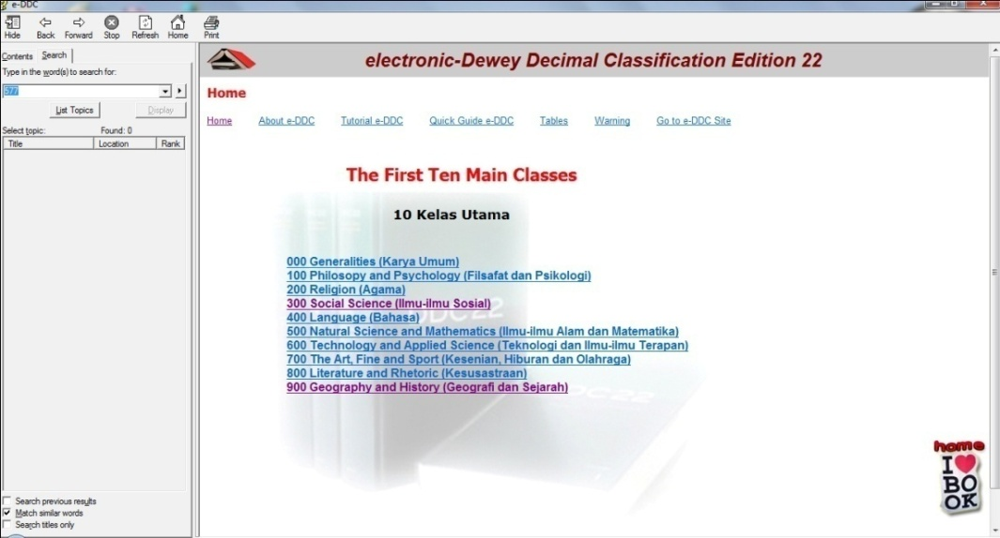 e-DDC
Hide Back Forward Stop Refresh Home Print
Contents Search
Type in the word(s) to search for:
577
List Topics Display
Select topic: Found: 0
Title Location Rank
Search previous results
Match similar words
Search titles only
electronic-Dewey Decimal Classification Edition 22
Home
Home About e-DDC Tutorial e-DDC Quick Guide e-DDC Tables Warning Go to e-DDC Site
The First Ten Main Classes
10 Kelas Utama
000 Generalities (Karya Umum)
100 Philosopy and Psychology (Filsafat dan Psikologi)
200 Religion (Agama)
300 Social Science (Ilmu-ilmu Sosial)
400 Language (Bahasa)
500 Natural Science and Mathematics (Ilmu-ilmu Alam dan Matematika)
600 Technology and Applied Science (Teknologi dan Ilmu-ilmu Terapan)
700 The Art, Fine and Sport (Kesenian, Hiburan dan Olahraga)
800 Literature and Rhetoric (Kesusastraan)
900 Geography and History (Geografi dan Sejarah)
home
I
BO
OK